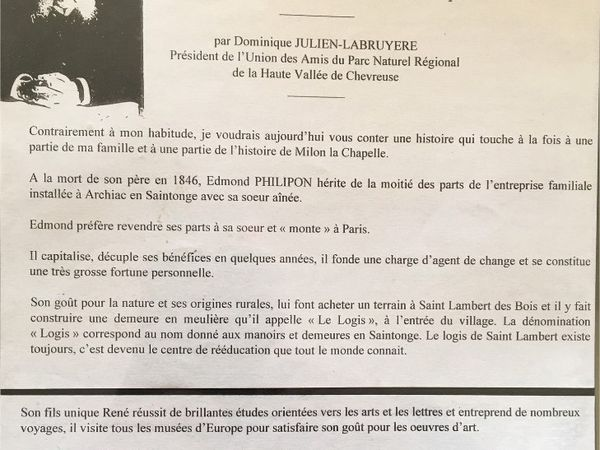 par Dominique JULIEN-LABRUYERE
Président de l'Union des Amis du Parc Naturel Régional
de la Haute Vallée de Chevreuse
Contrairement à mon habitude, je voudrais aujourd'hui vous conter une histoire qui touche à la fois à une
partie de ma famille et à une partie de l'histoire de Milon la Chapelle.
A la mort de son père en 1846, Edmond PHILIPON hérite de la moitié des parts de l'entreprise familiale
installée à Archiac en Saintonge avec sa soeur aînée.
Edmond préfère revendre ses parts à sa soeur et « monte » à Paris.
Il capitalise, décuple ses bénéfices en quelques années, il fonde une charge d'agent de change et se constitue
une très grosse fortune personnelle.
Son goût pour la nature et ses origines rurales, lui font acheter un terrain à Saint Lambert des Bois et il y fait
construire une demeure en meulière qu'il appelle « Le Logis », à l'entrée du village. La dénomination
« Logis » correspond au nom donné aux manoirs et demeures en Saintonge. Le logis de Saint Lambert existe
toujours, c'est devenu le centre de rééducation que tout le monde connait.
Son fils unique René réussit de brillantes études orientées vers les arts et les lettres et entreprend de nombreux
voyages, il visite tous les musées d'Europe pour satisfaire son goût pour les oeuvres d'art.